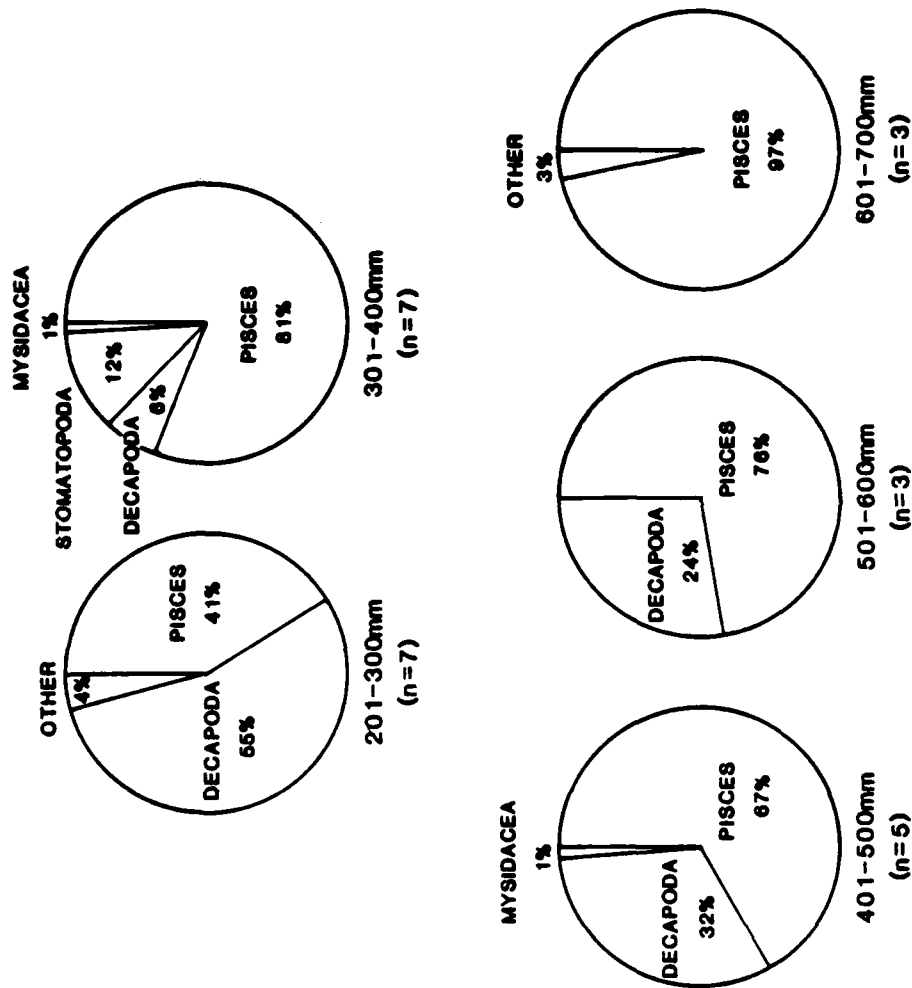 OTHER
4%
PISCES
41%
DECAPODA
55%
201-300mm
(n=7)
MYSIDACEA
1%
STOMATOPODA
12%
DECAPODA
6%
PISCES
81%
301-400mm
(n=7)
MYSIDACEA
1%
DECAPODA
32%
PISCES
67%
401-500mm
(n=5)
DECAPODA
24%
PISCES
76%
501-600mm
(n=3)
OTHER
3%
PISCES
97%
601-700mm
(n=3)